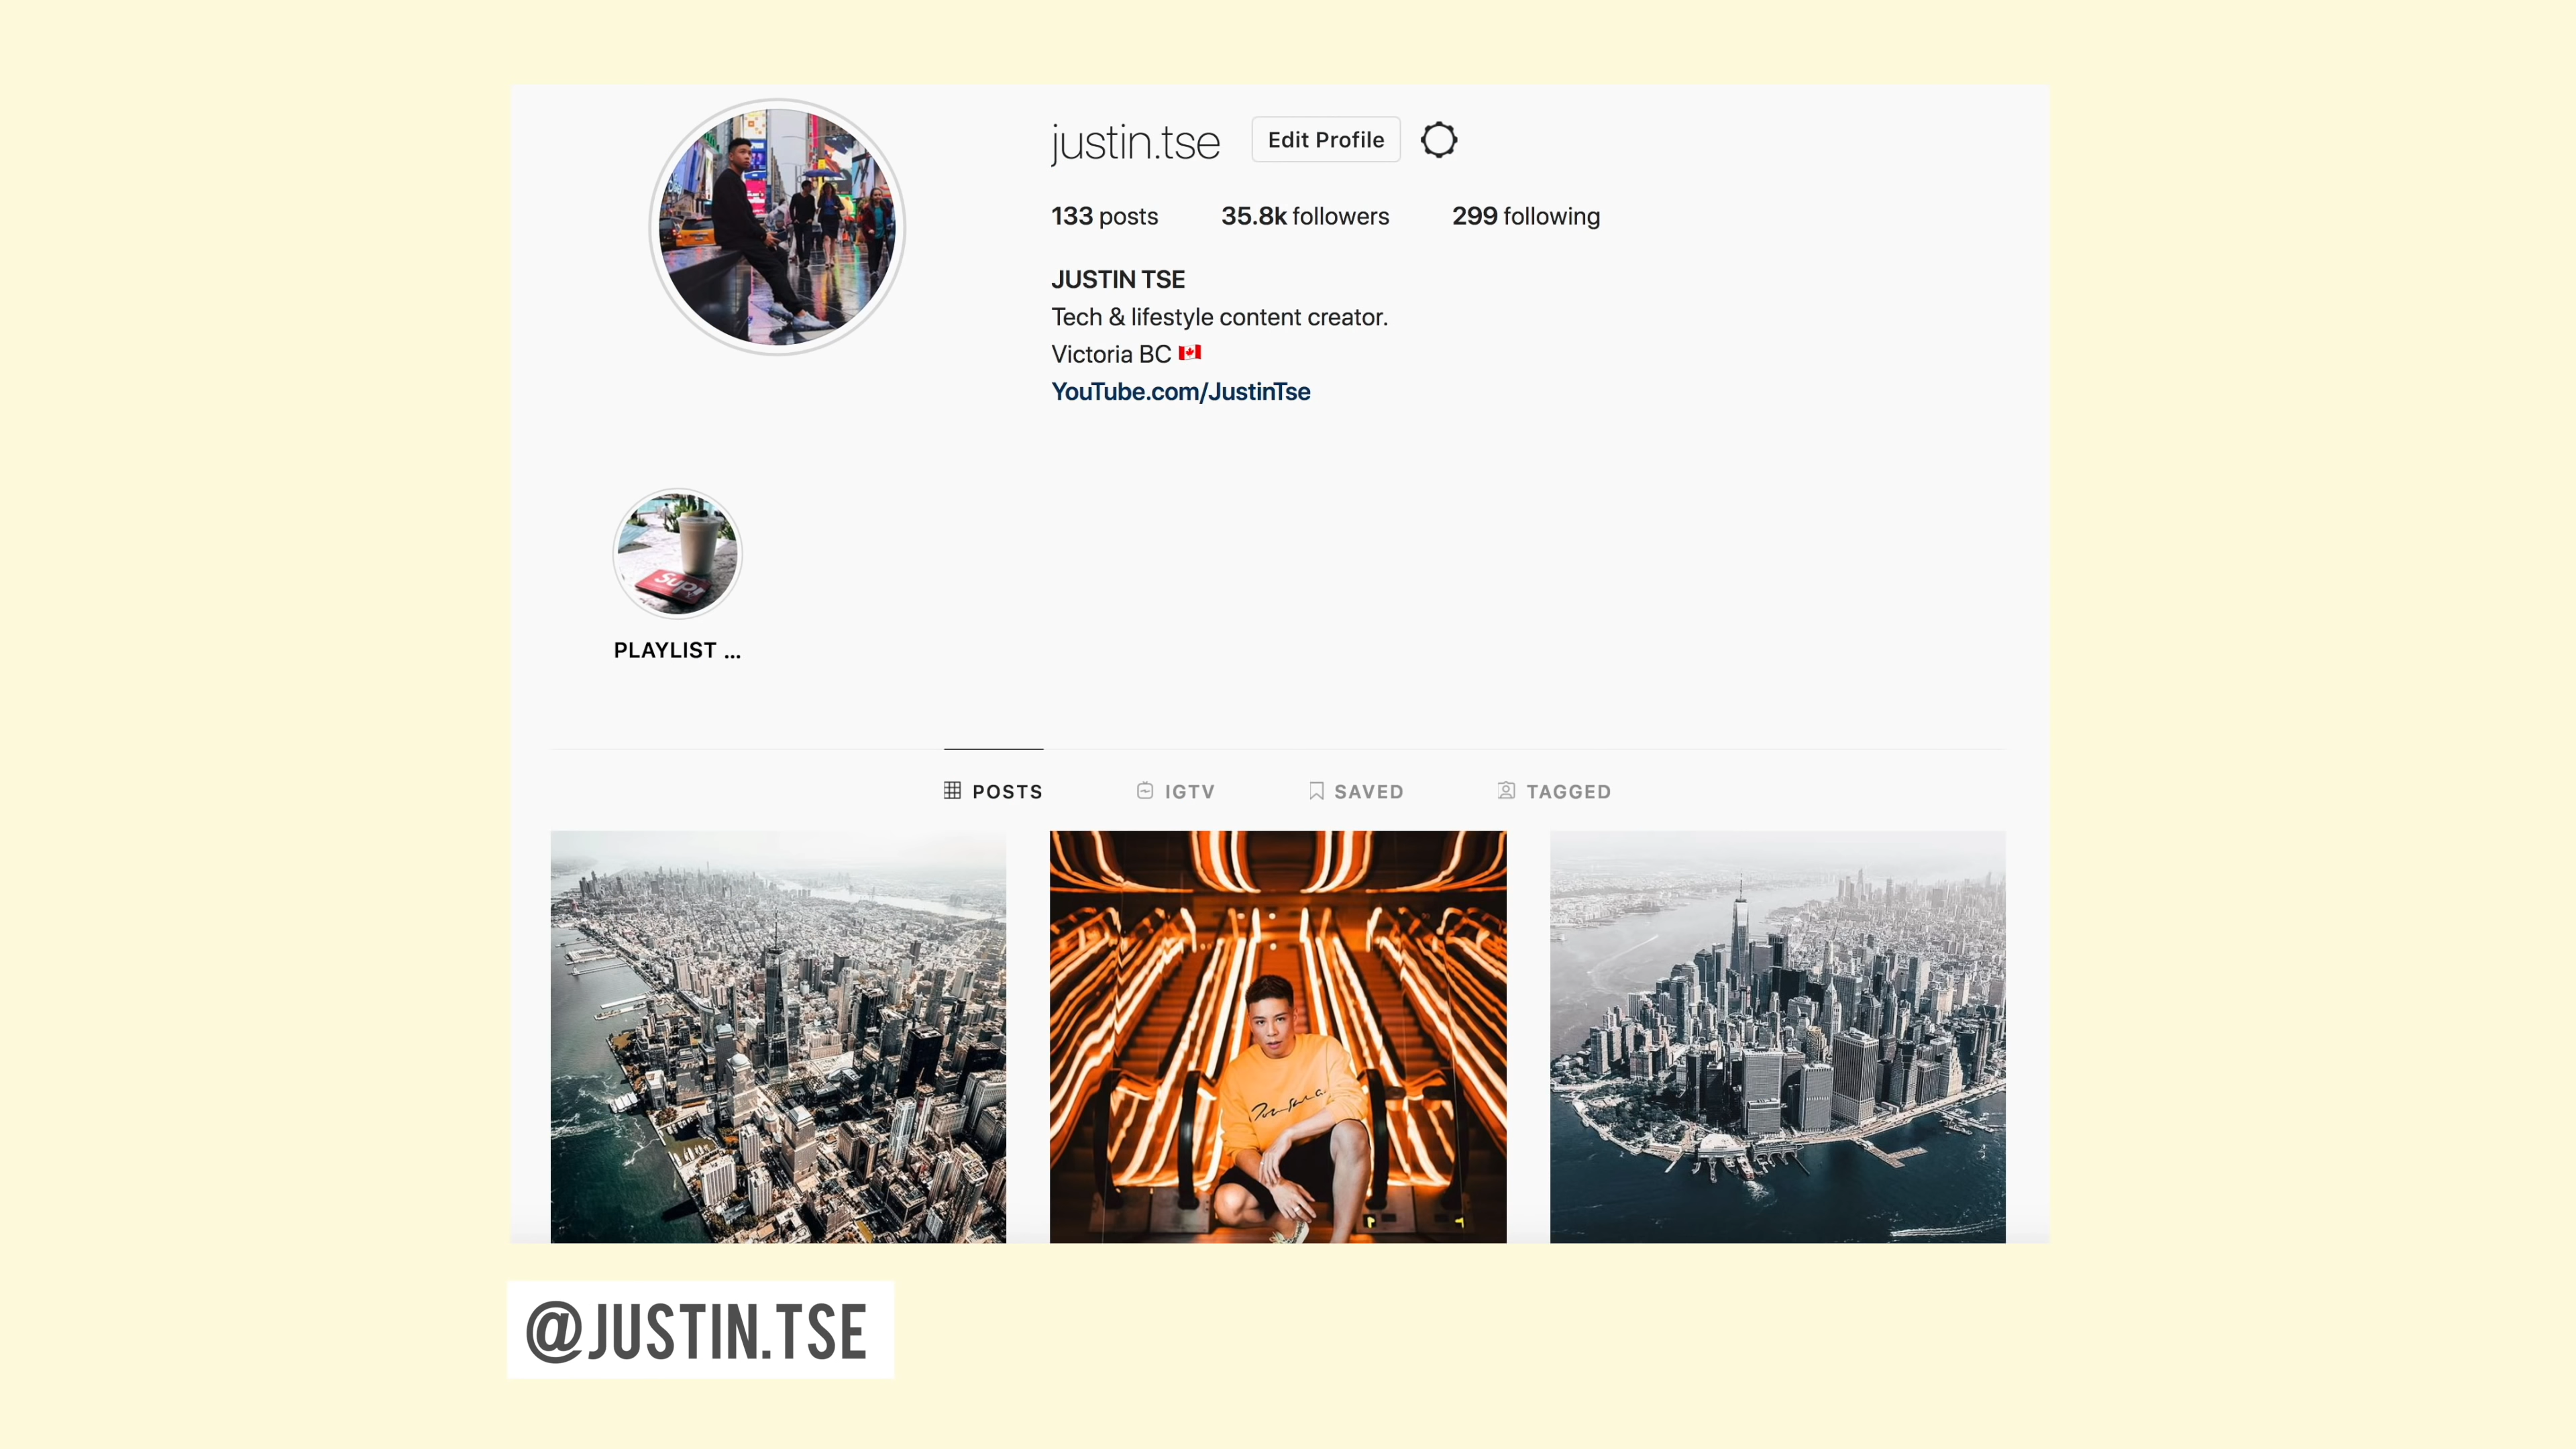 justin.tse Edit Profile
133 posts 35.8k followers 299 following
JUSTIN TSE
Tech & lifestyle content creator.
Victoria BC 🇨🇦
YouTube.com/JustinTse
Supr
PLAYLIST ...
POSTS IGTV SAVED TAGGED
@JUSTIN.TSE